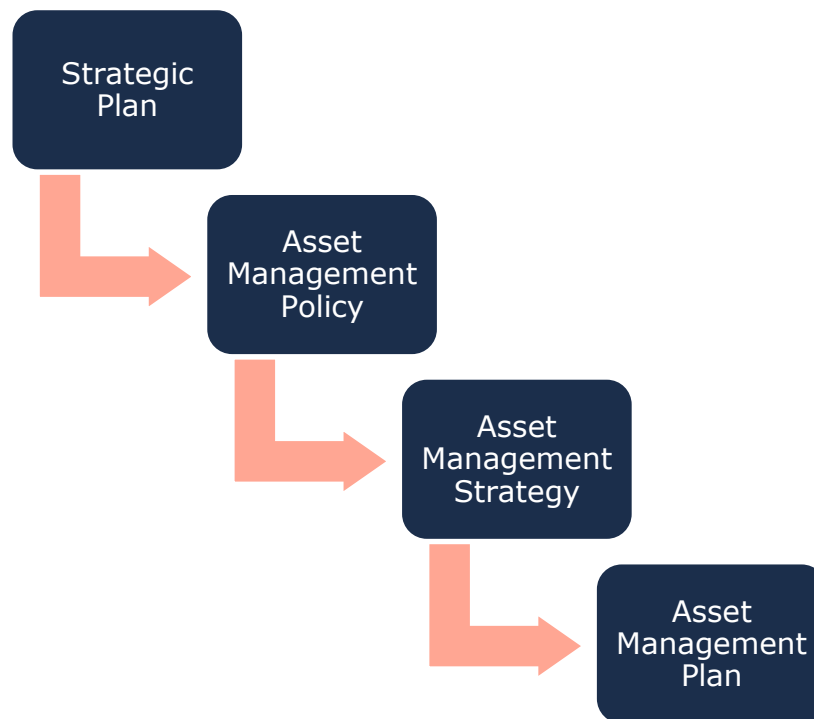 Strategic
Plan
Asset
Management
Policy
Asset
Management
Strategy
Asset
Management
Plan